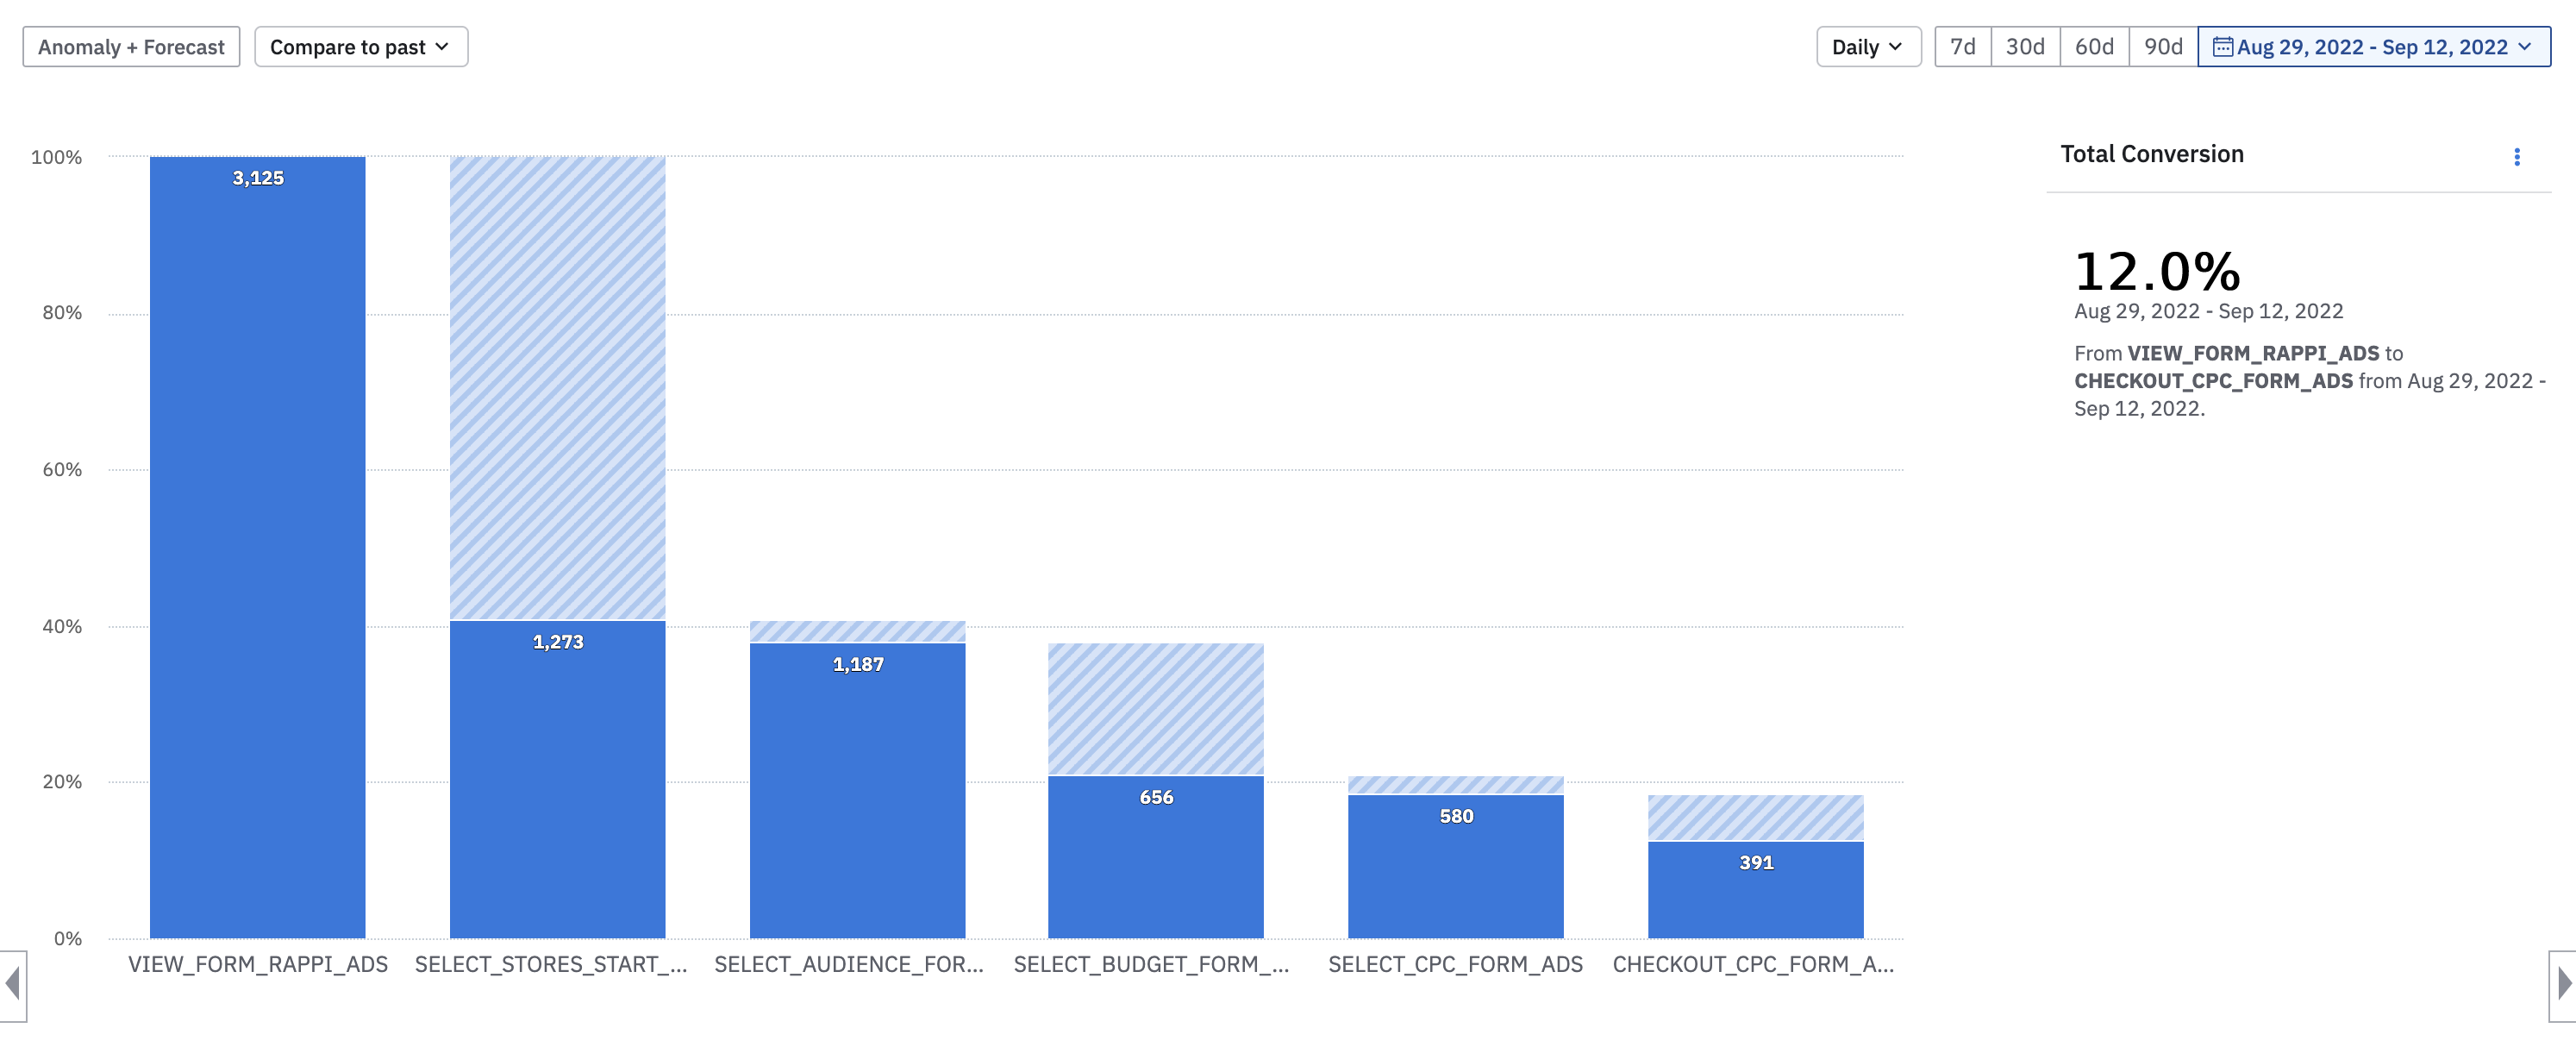 Anomaly + Forecast
Compare to past
Daily
7d
30d
60d
90d
Aug 29, 2022 - Sep 12, 2022
100%
80%
60%
40%
20%
0%
3,125
1,273
1,187
656
580
391
VIEW_FORM_RAPPI_ADS
SELECT_STORES_START_...
SELECT_AUDIENCE_FOR...
SELECT_BUDGET_FORM_...
SELECT_CPC_FORM_ADS
CHECKOUT_CPC_FORM_A...
Total Conversion
12.0%
Aug 29, 2022 - Sep 12, 2022
From VIEW_FORM_RAPPI_ADS to
CHECKOUT_CPC_FORM_ADS from Aug 29, 2022 -
Sep 12, 2022.